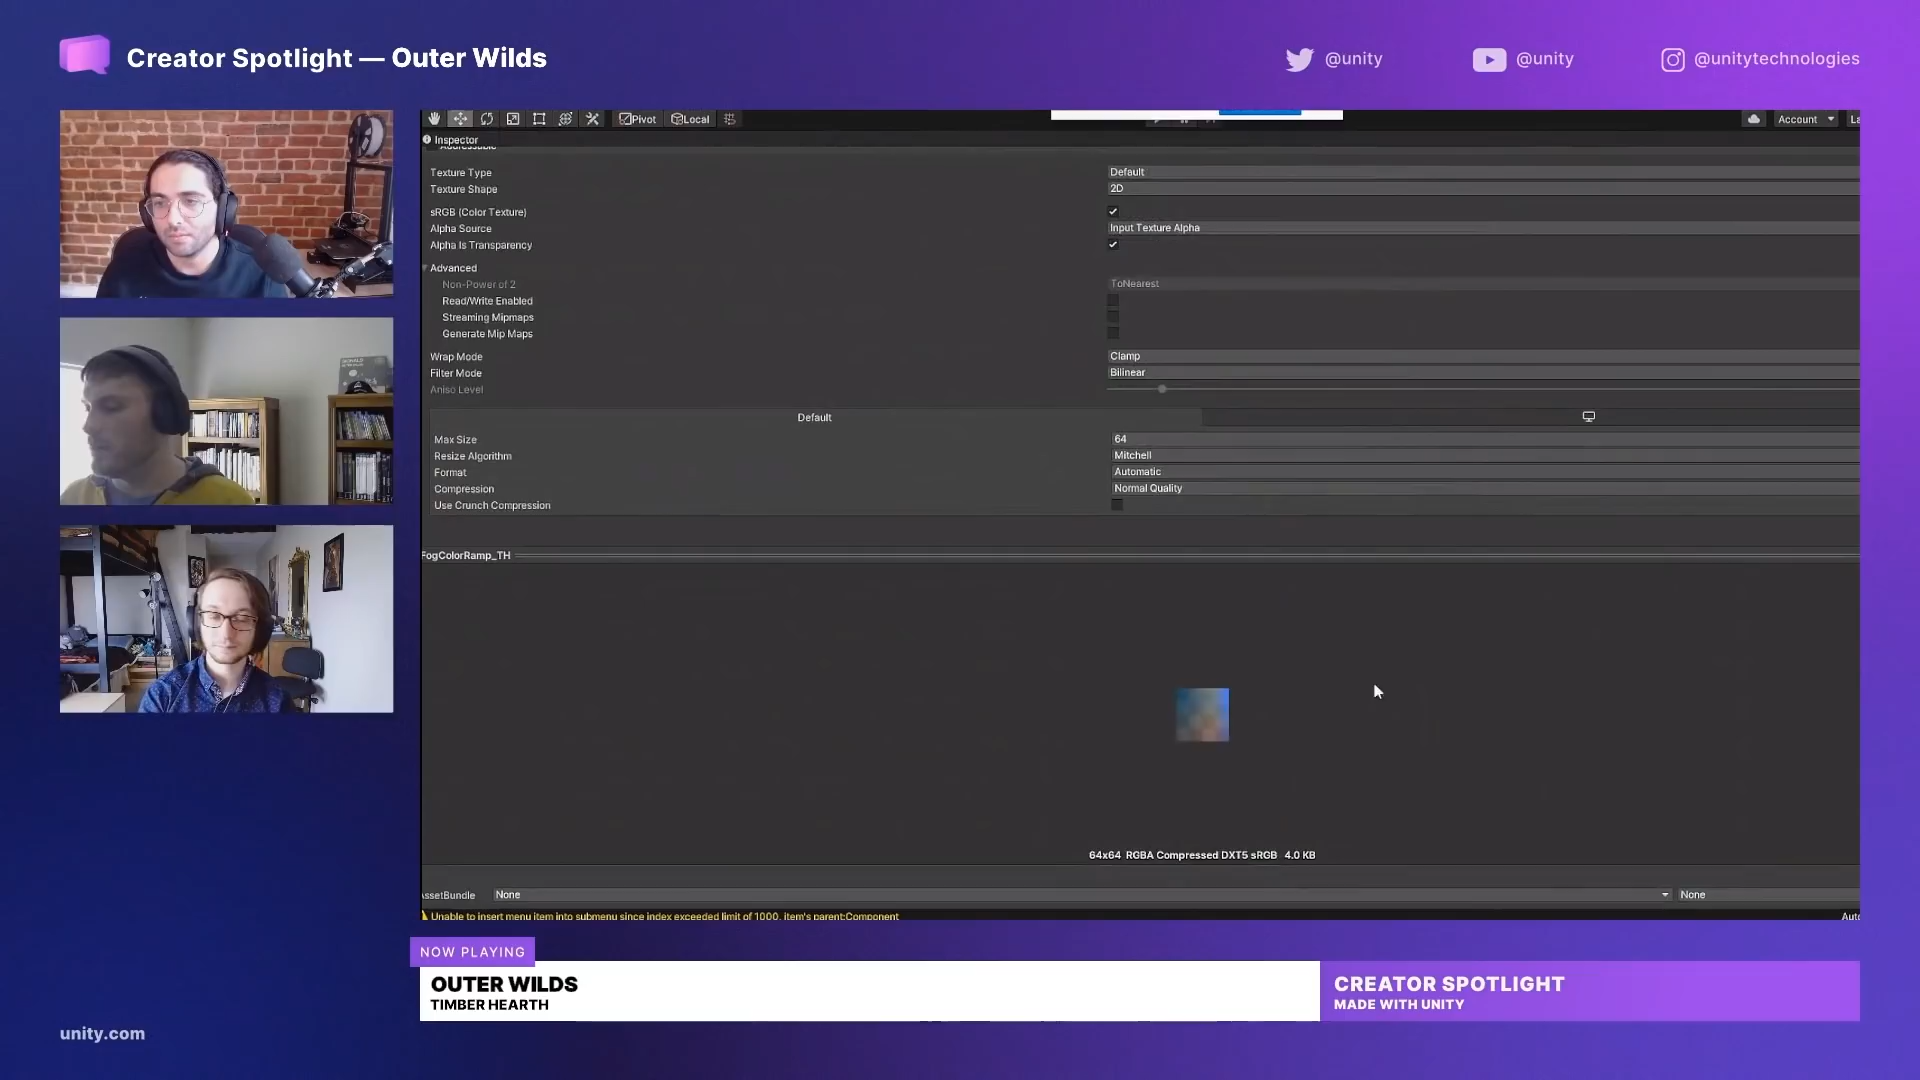 Creator Spotlight — Outer Wilds
@unity
@unity
@unitytechnologies
Pivot
Local
Account
Inspector
Addressable
Texture Type
Default
Texture Shape
2D
sRGB (Color Texture)
Alpha Source
Input Texture Alpha
Alpha Is Transparency
Advanced
Non-Power of 2
ToNearest
Read/Write Enabled
Streaming Mipmaps
Generate Mip Maps
Wrap Mode
Clamp
Filter Mode
Bilinear
Aniso Level
Default
Max Size
64
Resize Algorithm
Mitchell
Format
Automatic
Compression
Normal Quality
Use Crunch Compression
FogColorRamp_TH
64x64 RGBA Compressed DXT5 sRGB 4.0 KB
AssetBundle
None
None
Unable to insert menu item into submenu since index exceeded limit of 1000, item's parent:Component
NOW PLAYING
OUTER WILDS
TIMBER HEARTH
CREATOR SPOTLIGHT
MADE WITH UNITY
unity.com